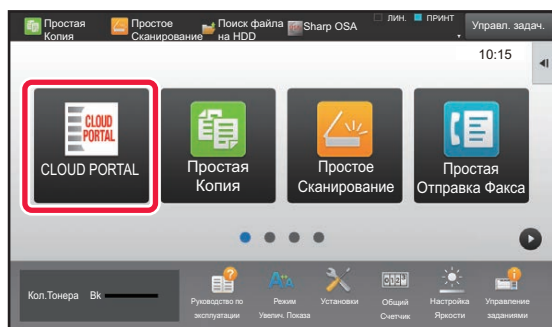 Простая
Копия
Простое
Сканирование
Поиск файла
на HDD
Sharp OSA
ЛИН.
ПРИНТ
Управл. задач.
10:15
CLOUD
PORTAL
CLOUD PORTAL
Простая
Копия
Простое
Сканирование
Простая
Отправка Факса
Кол.Тонера Bk
Руководство по
эксплуатации
Режим
Увелич. Показа
Установки
Общий
Счетчик
Настройка
Яркости
Управление
заданиями